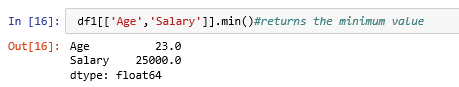 In [16]: df1[['Age','Salary']].min()#returns the minimum value
Out[16]: Age 23.0
Salary 25000.0
dtype: float64